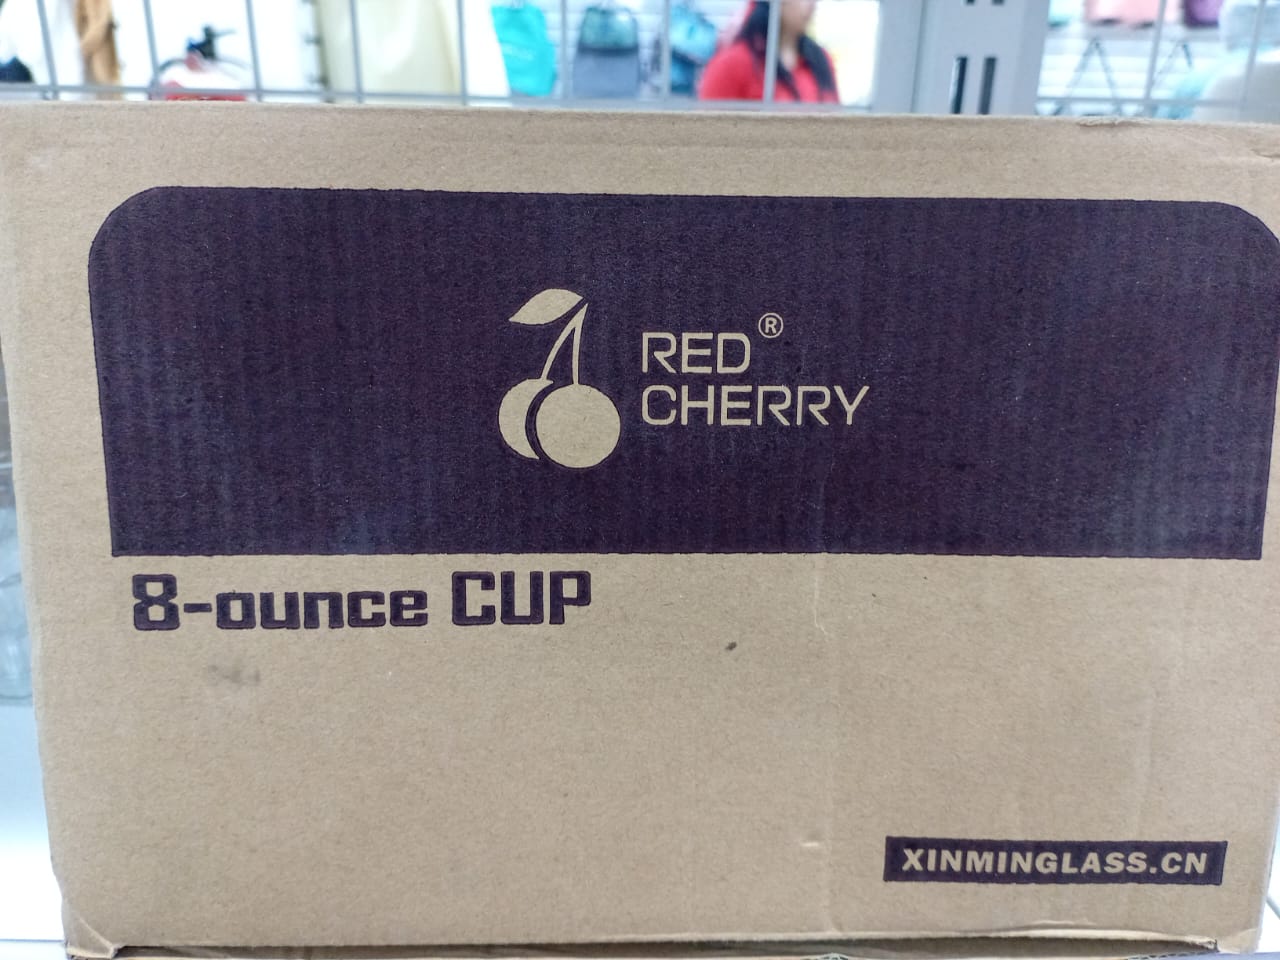 RED®
CHERRY
8-ounce CUP
XINMINGLASS.CN